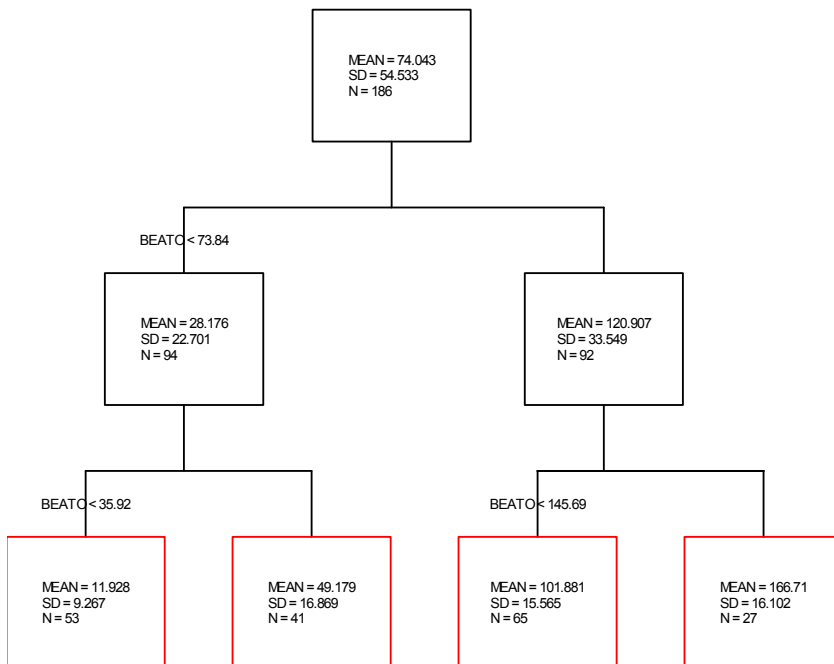 MEAN = 74.043
SD = 54.533
N = 186
BEATO < 73.84
MEAN = 28.176
SD = 22.701
N = 94
MEAN = 120.907
SD = 33.549
N = 92
BEATO < 35.92
BEATO < 145.69
MEAN = 11.928
SD = 9.267
N = 53
MEAN = 49.179
SD = 16.869
N = 41
MEAN = 101.881
SD = 15.565
N = 65
MEAN = 166.71
SD = 16.102
N = 27